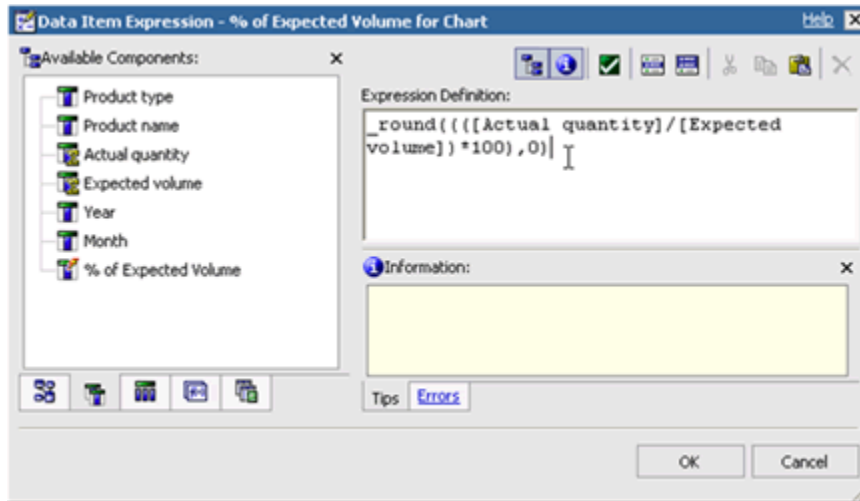 Data Item Expression - % of Expected Volume for Chart
Help
Available Components:
Product type
Product name
Actual quantity
Expected volume
Year
Month
% of Expected Volume
Expression Definition:
_round((([Actual quantity]/[Expected
volume])*100),0)
Information:
Tips
Errors
OK
Cancel